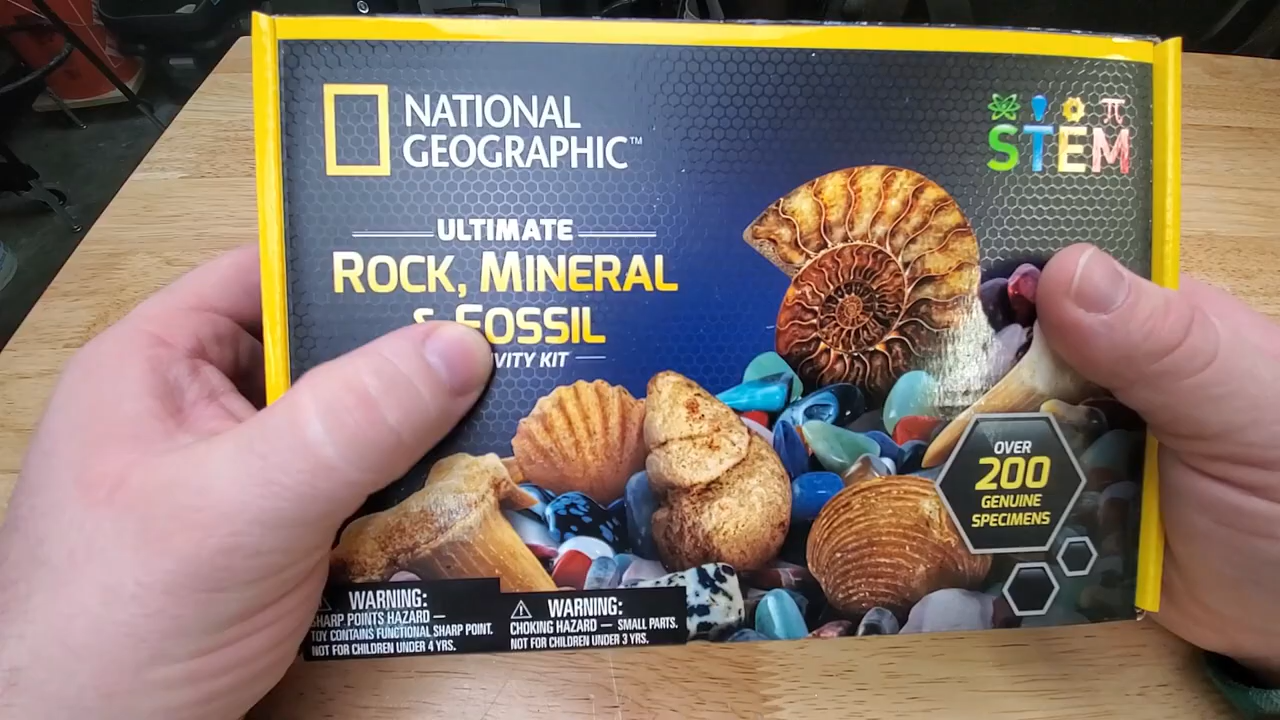 NATIONAL
GEOGRAPHIC™
STEM
π
ULTIMATE
ROCK, MINERAL
& FOSSIL
VITY KIT
OVER
200
GENUINE
SPECIMENS
WARNING:
SHARP POINTS HAZARD —
TOY CONTAINS FUNCTIONAL SHARP POINT.
NOT FOR CHILDREN UNDER 4 YRS.
WARNING:
CHOKING HAZARD — SMALL PARTS.
NOT FOR CHILDREN UNDER 3 YRS.